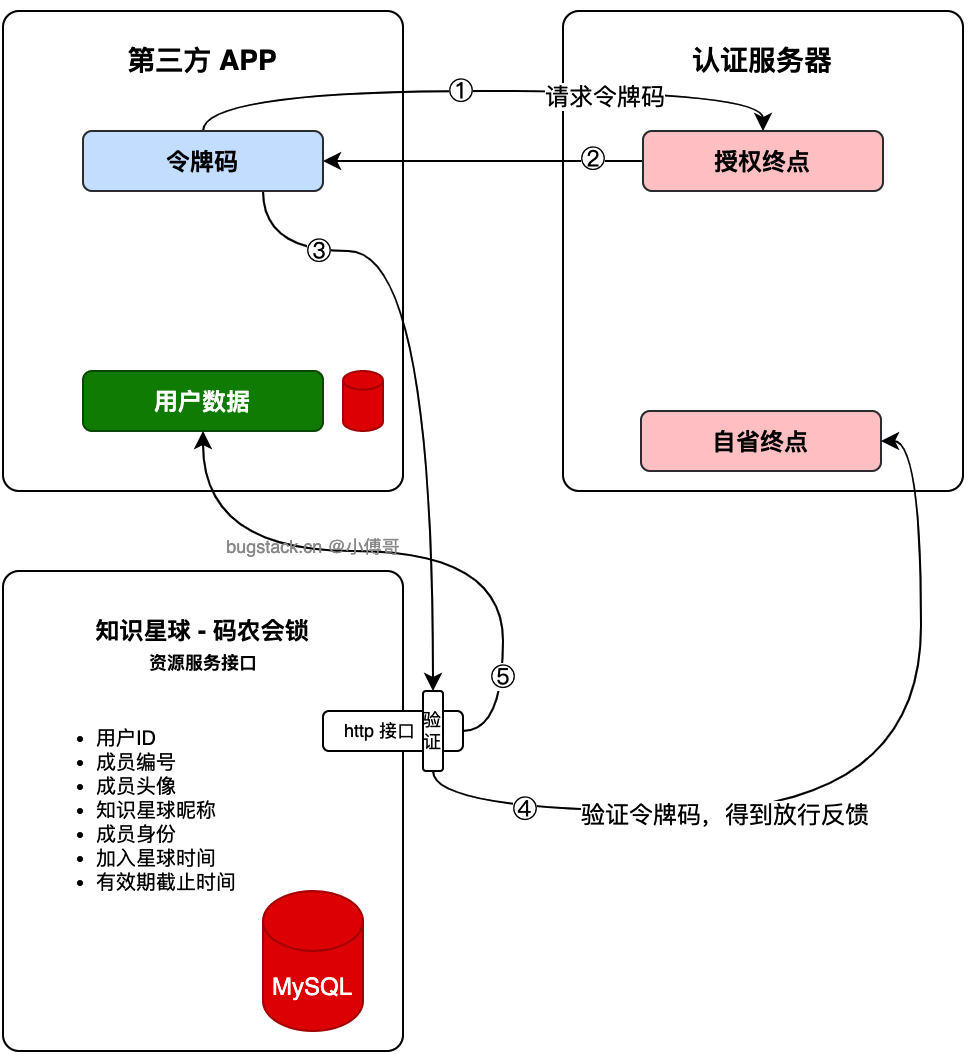 第三方 APP
认证服务器
①
请求令牌码
令牌码
②
授权终点
③
用户数据
自省终点
bugstack.cn @小傅哥
知识星球 - 码农会锁
资源服务接口
⑤
http 接口
验
证
• 用户ID
• 成员编号
• 成员头像
• 知识星球昵称
• 成员身份
• 加入星球时间
• 有效期截止时间
④
验证令牌码，得到放行反馈
MySQL